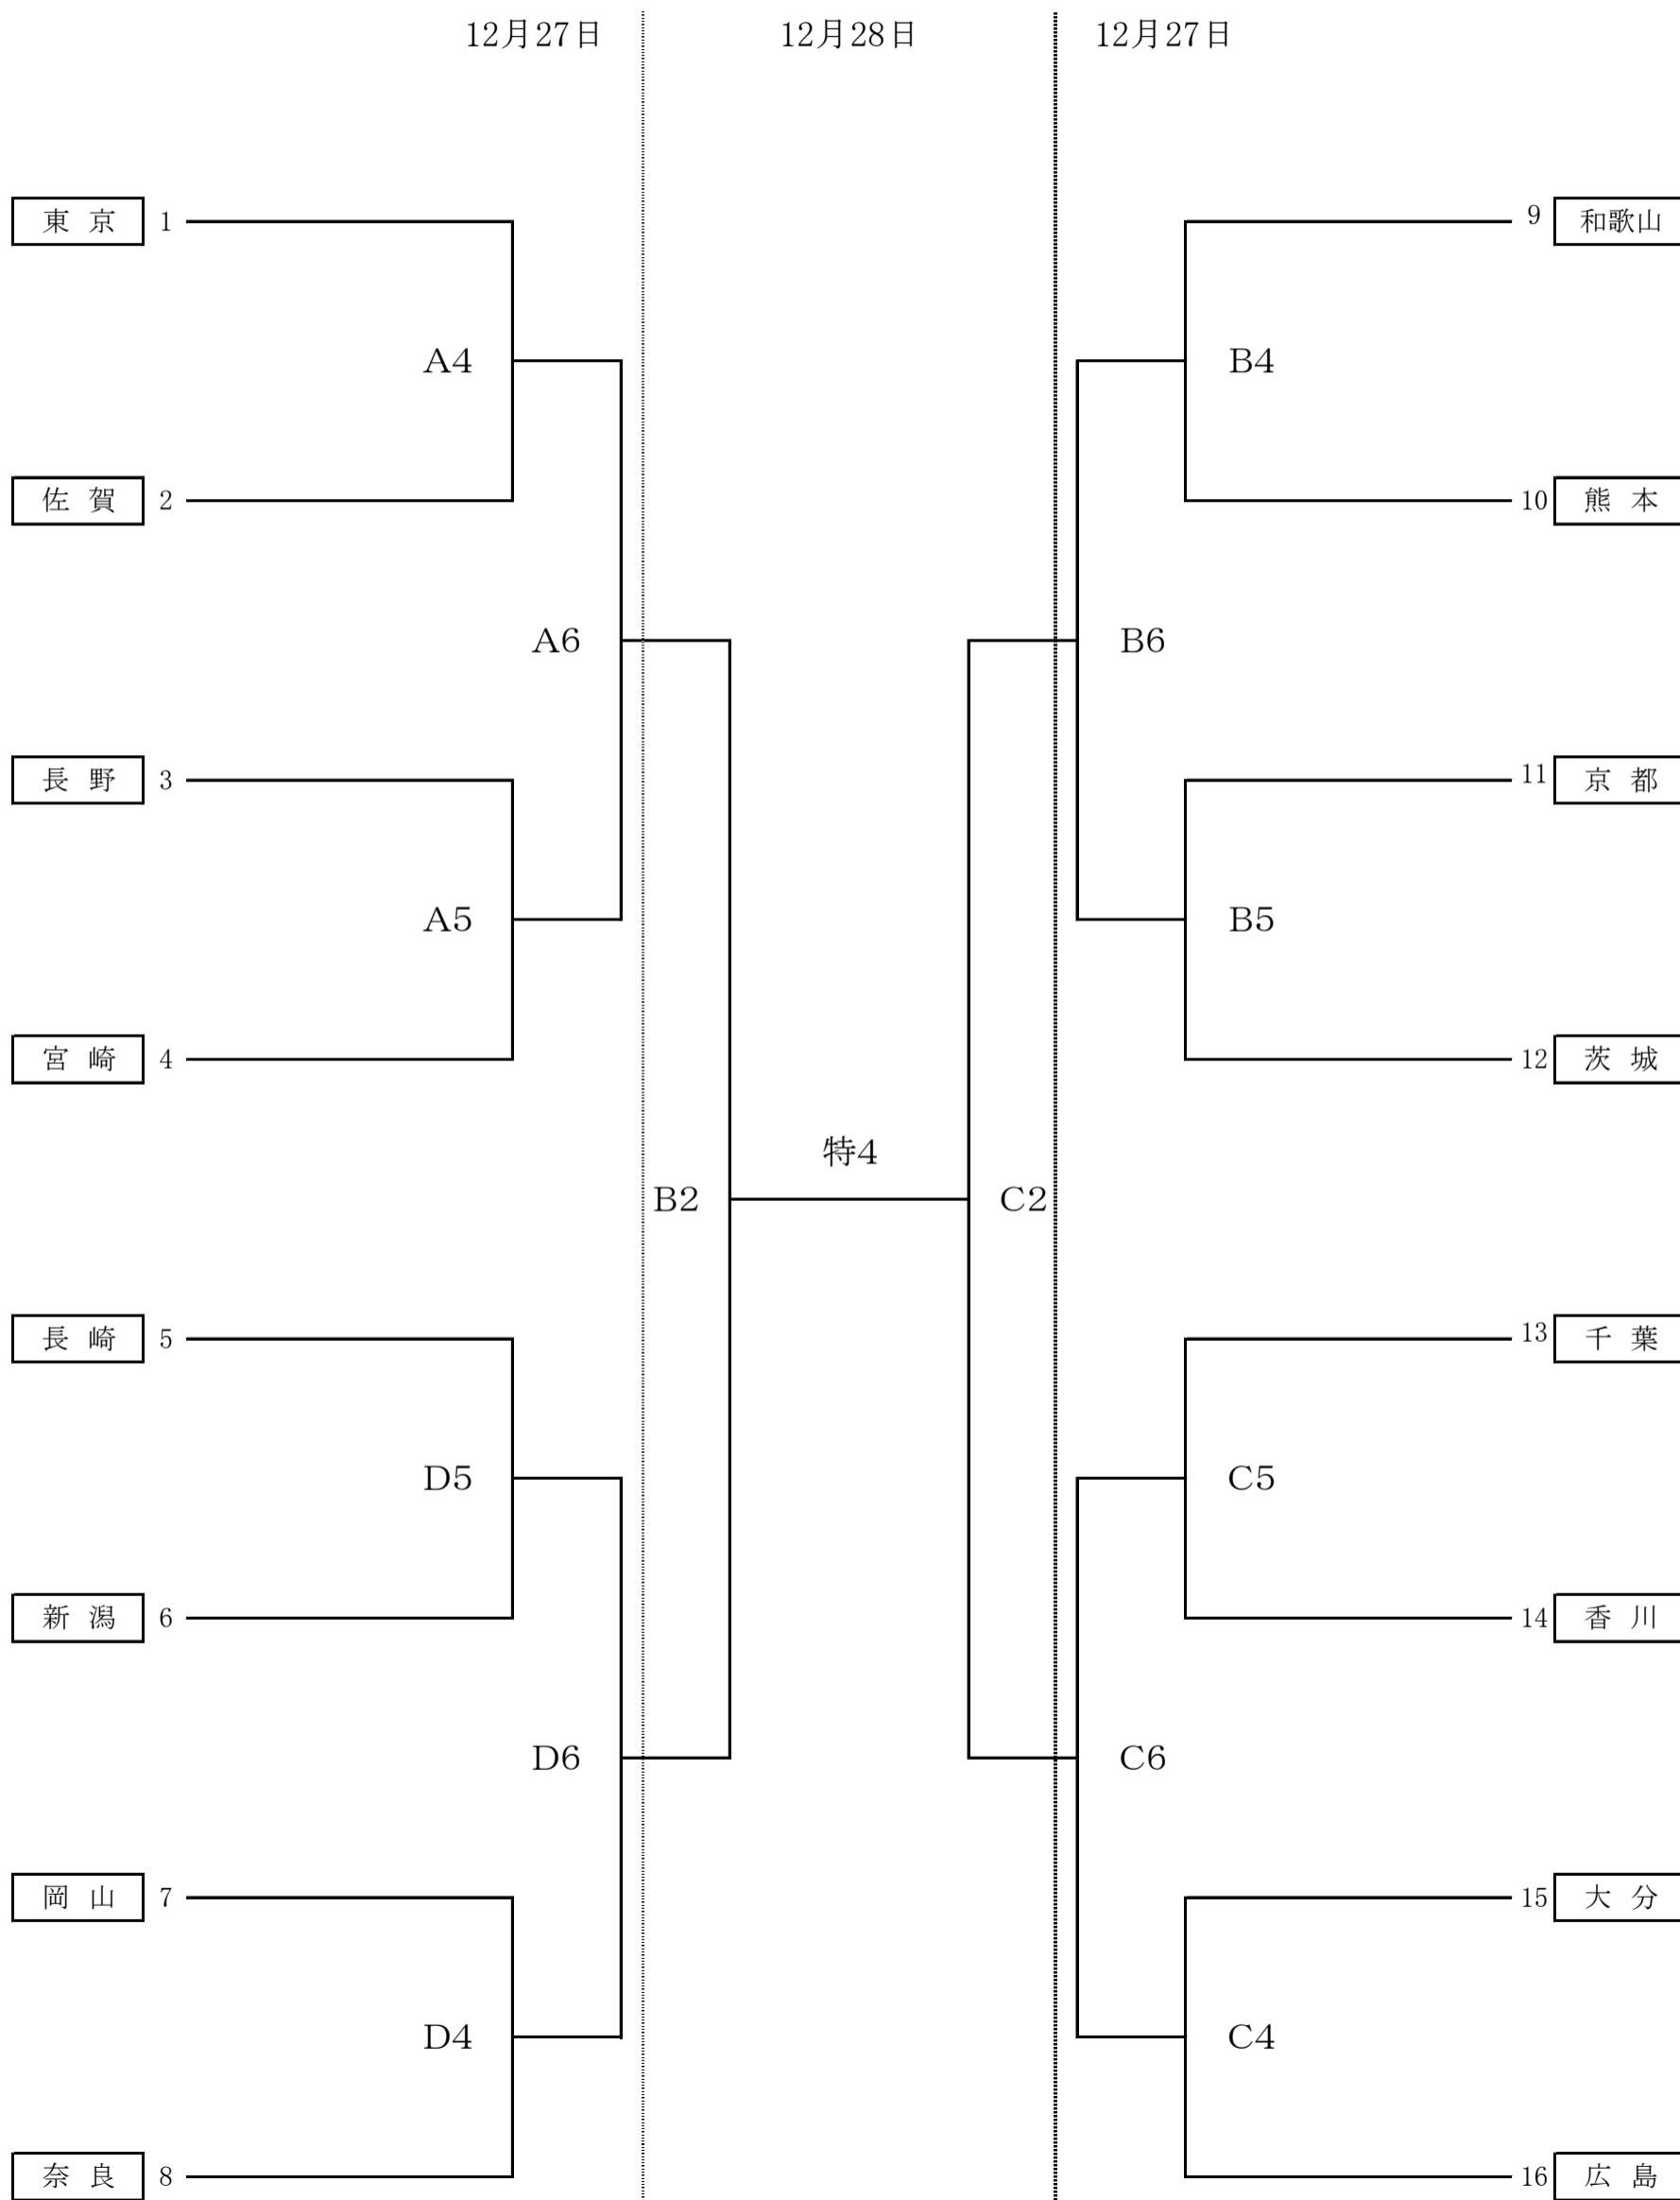 12月27日 12月28日 12月27日
東 京 1 9 和歌山
A4 B4
佐 賀 2 10 熊 本
A6 B6
長 野 3 11 京 都
A5 B5
宮 崎 4 12 茨 城
特4
B2 C2
長 崎 5 13 千 葉
D5 C5
新 潟 6 14 香 川
D6 C6
岡 山 7 15 大 分
D4 C4
奈 良 8 16 広 島